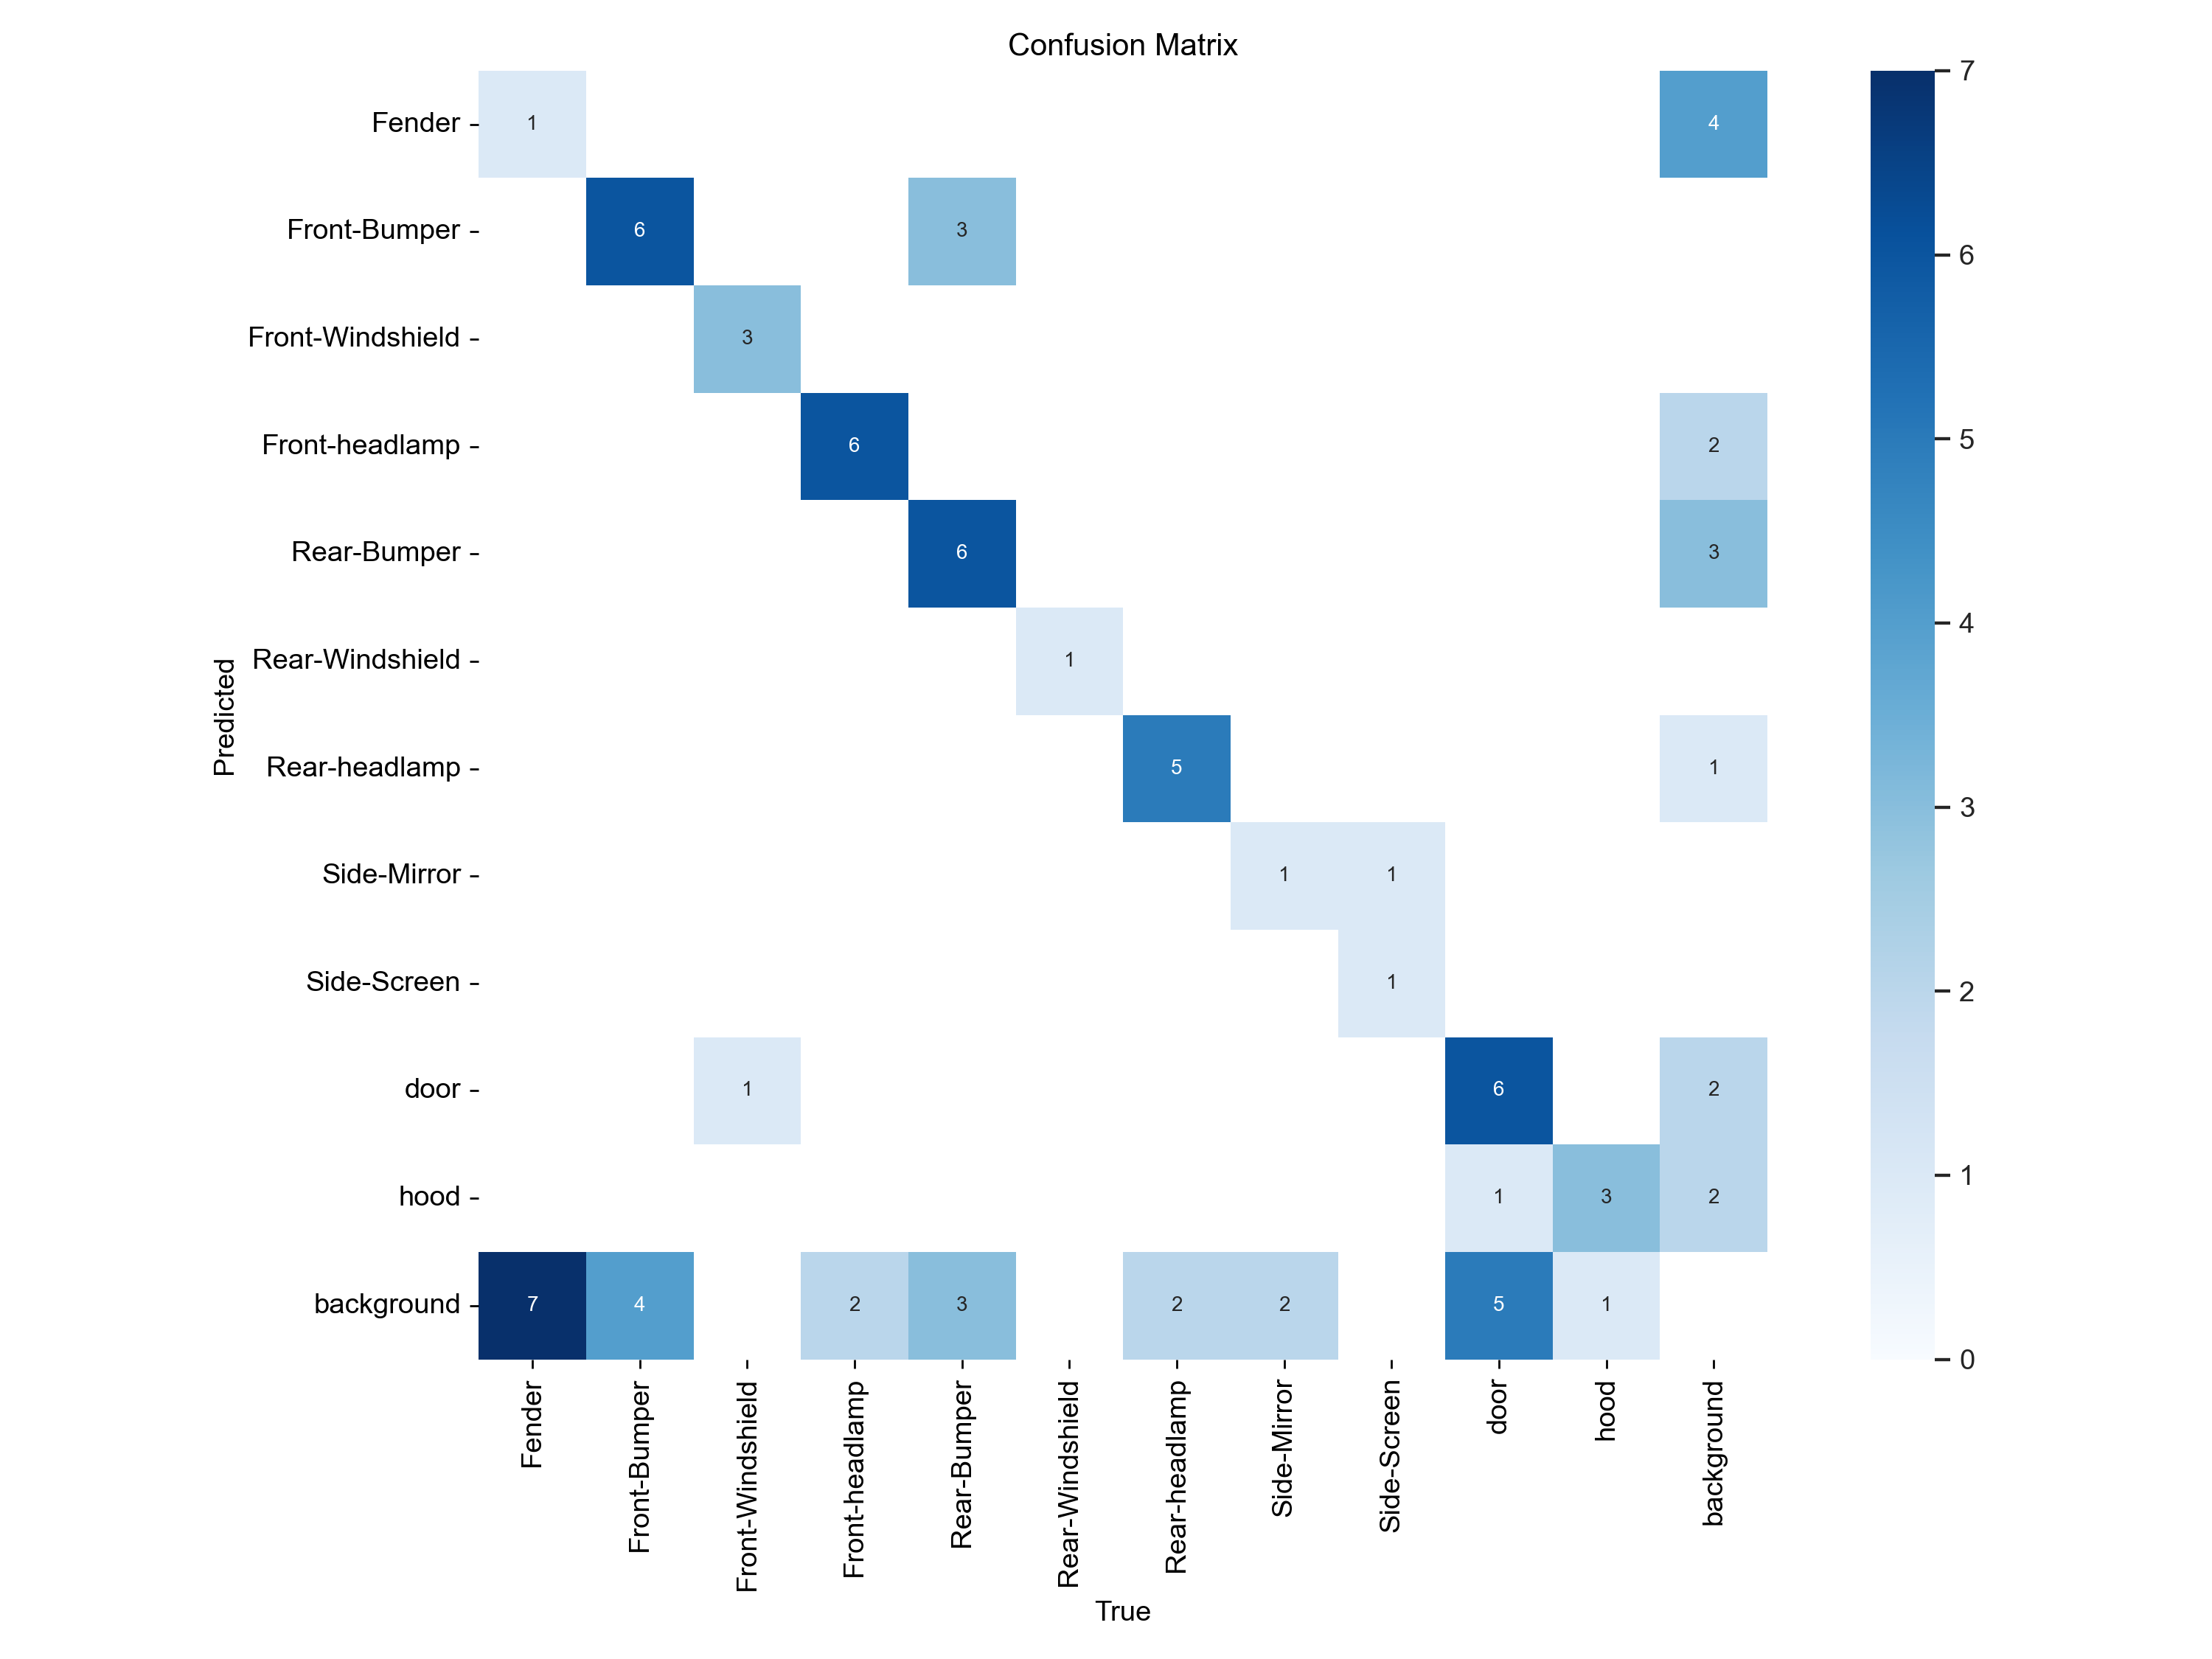 Confusion Matrix
Fender 1 4
Front-Bumper 6 3
Front-Windshield 3
Front-headlamp 6 2
Rear-Bumper 6 3
Rear-Windshield 1
Rear-headlamp 5 1
Side-Mirror 1 1
Side-Screen 1
door 1 6 2
hood 1 3 2
background 7 4 2 3 2 2 5 1
Predicted
Fender
Front-Bumper
Front-Windshield
Front-headlamp
Rear-Bumper
Rear-Windshield
Rear-headlamp
Side-Mirror
Side-Screen
door
hood
background
True
7
6
5
4
3
2
1
0